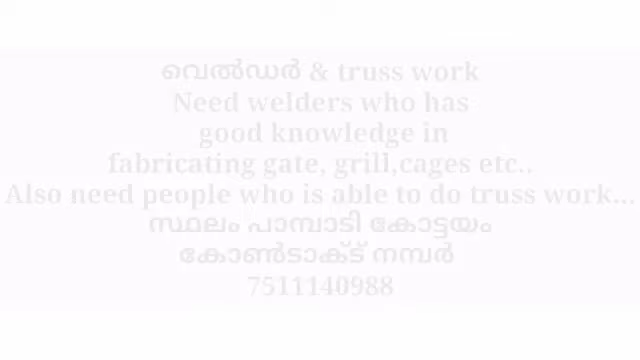 വെൽഡർ & truss work
Need welders who has
good knowledge in
fabricating gate, grill,cages etc..
Also need people who is able to do truss work...
സ്ഥലം പാമ്പാടി കോട്ടയം
കോൺടാക്ട് നമ്പർ
7511140988